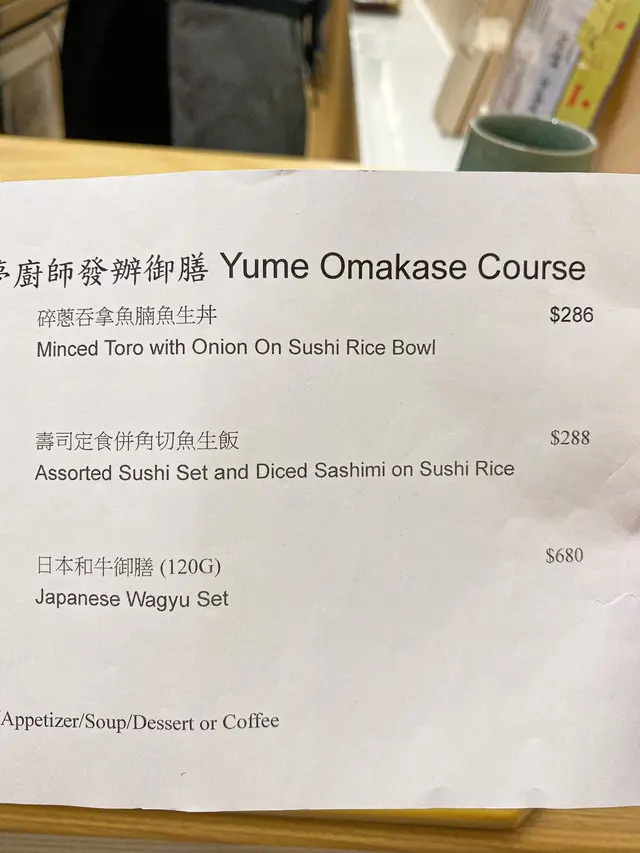 廚師發辦御膳 Yume Omakase Course
碎蔥吞拿魚腩魚生丼 $286
Minced Toro with Onion On Sushi Rice Bowl
壽司定食併角切魚生飯 $288
Assorted Sushi Set and Diced Sashimi on Sushi Rice
日本和牛御膳 (120G) $680
Japanese Wagyu Set
/Appetizer/Soup/Dessert or Coffee